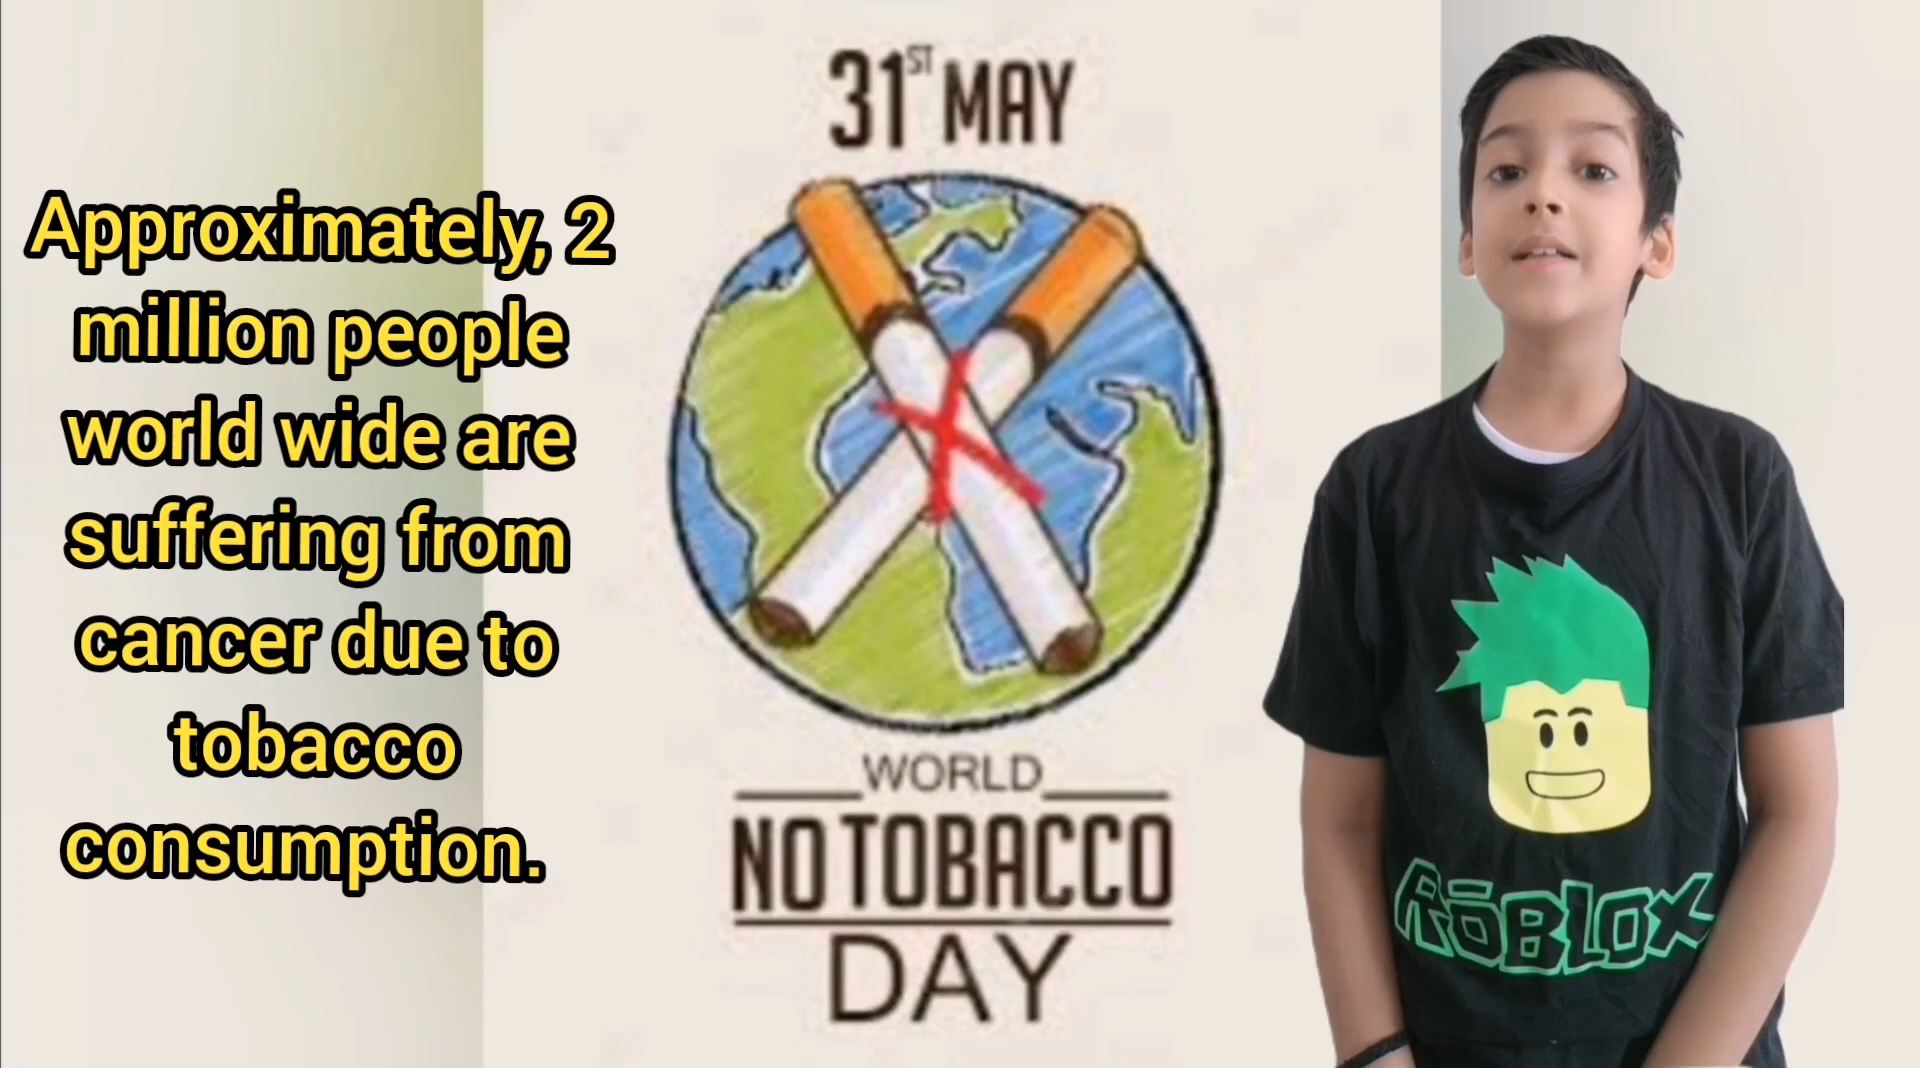 Approximately, 2
million people
world wide are
suffering from
cancer due to
tobacco
consumption.
31ST MAY
WORLD
NO TOBACCO
DAY
RŌBLOX